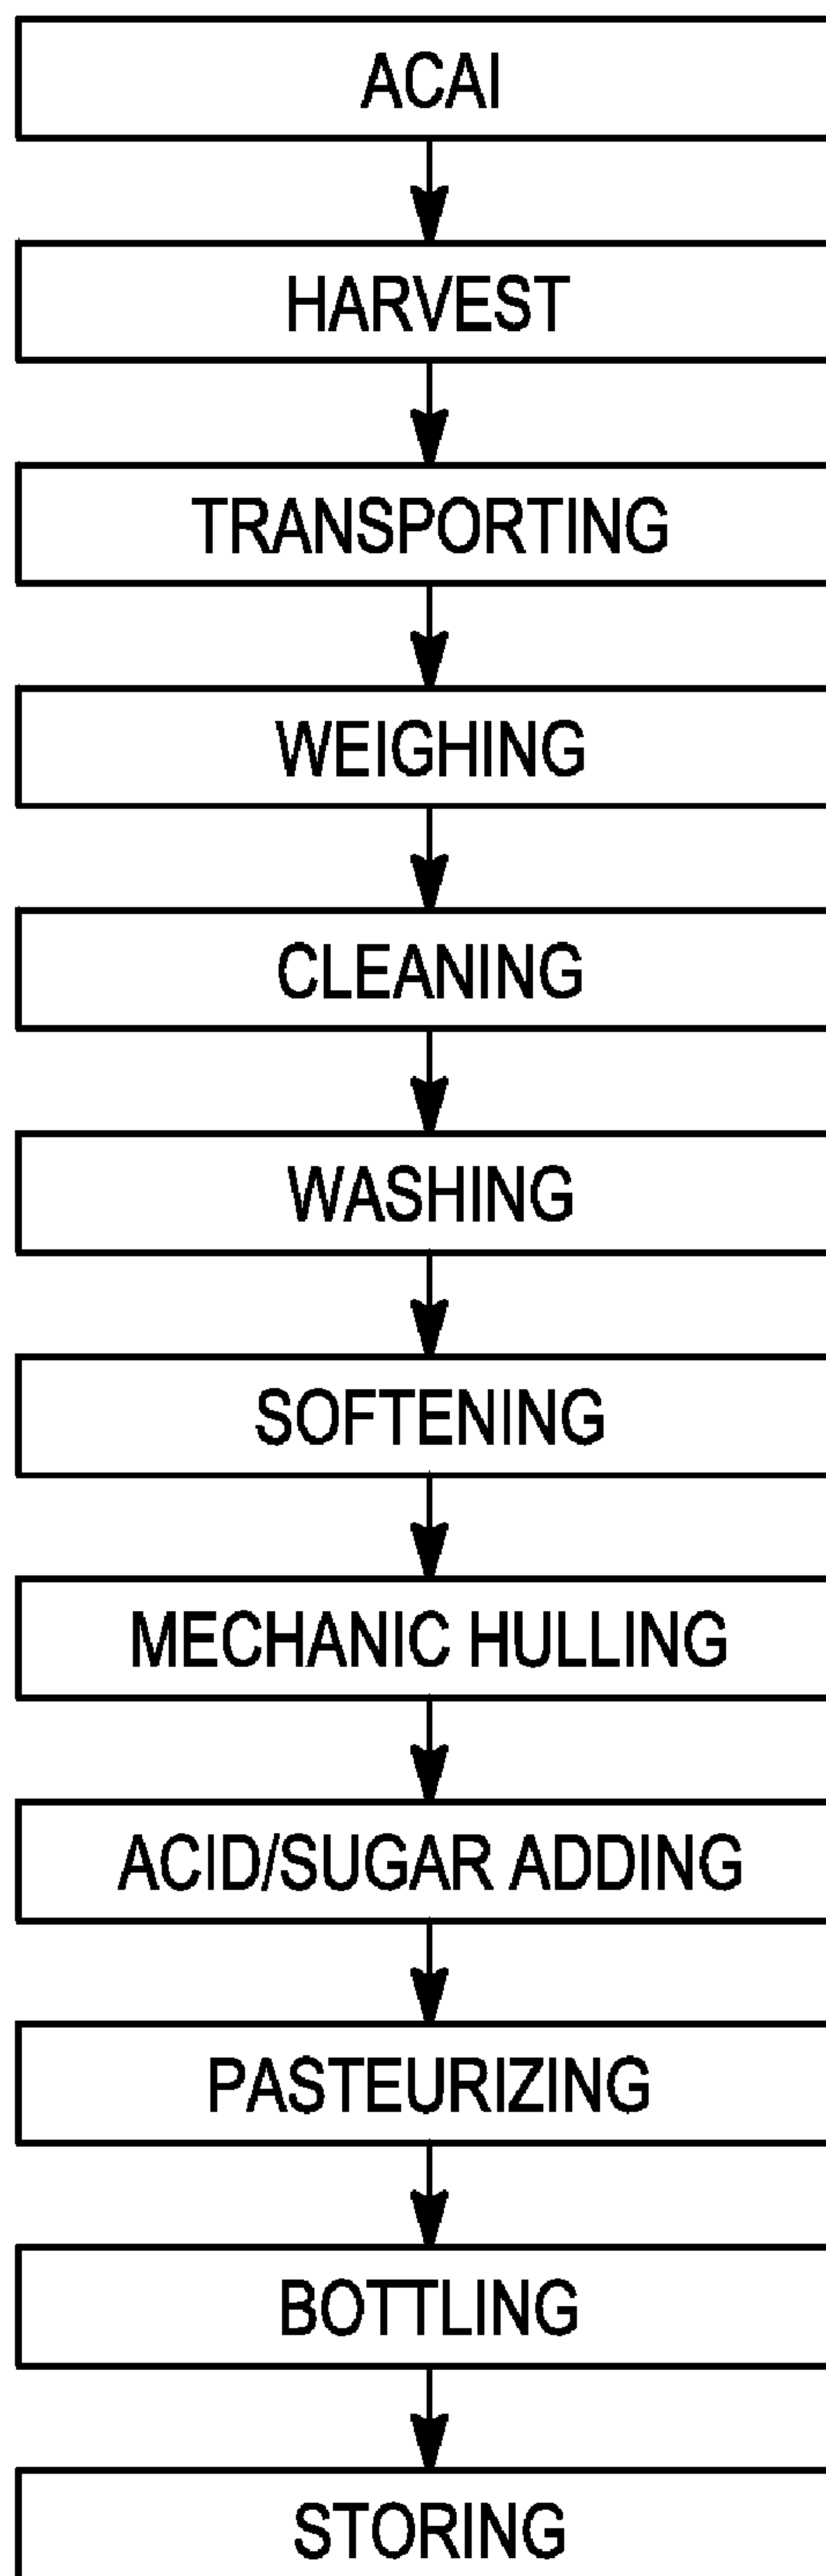 ACAI
HARVEST
TRANSPORTING
WEIGHING
CLEANING
WASHING
SOFTENING
MECHANIC HULLING
ACID/SUGAR ADDING
PASTEURIZING
BOTTLING
STORING